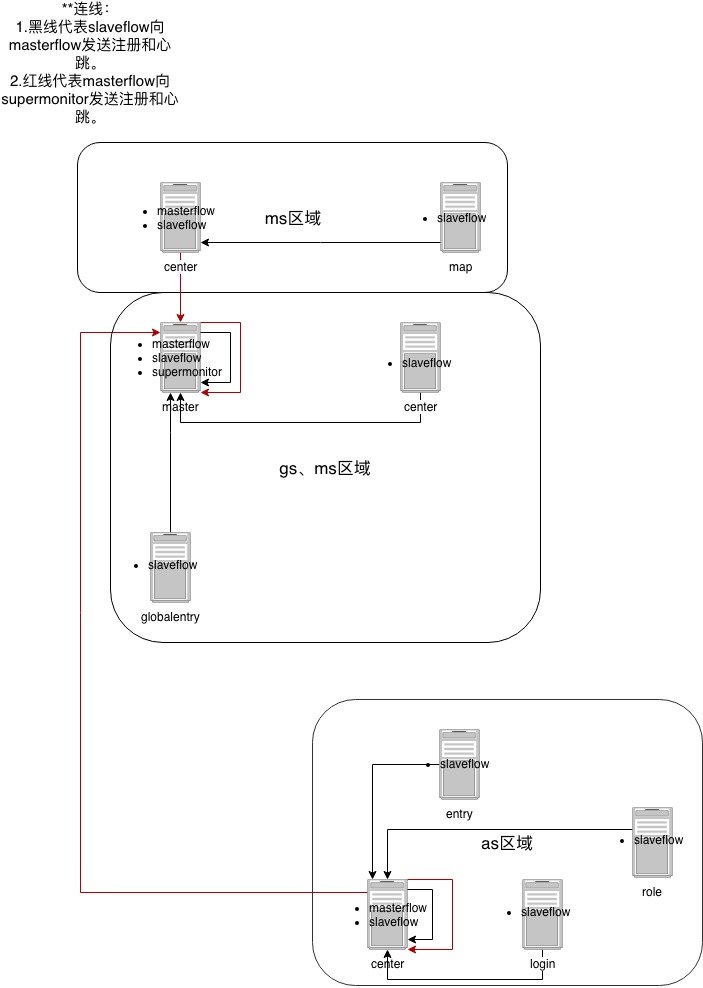 **连线：
1.黑线代表slaveflow向
masterflow发送注册和心
跳。
2.红线代表masterflow向
supermonitor发送注册和心
跳。
masterflow
slaveflow
center
ms区域
slaveflow
map
masterflow
slaveflow
supermonitor
master
slaveflow
center
gs、ms区域
slaveflow
globalentry
slaveflow
entry
as区域
slaveflow
role
masterflow
slaveflow
center
slaveflow
login